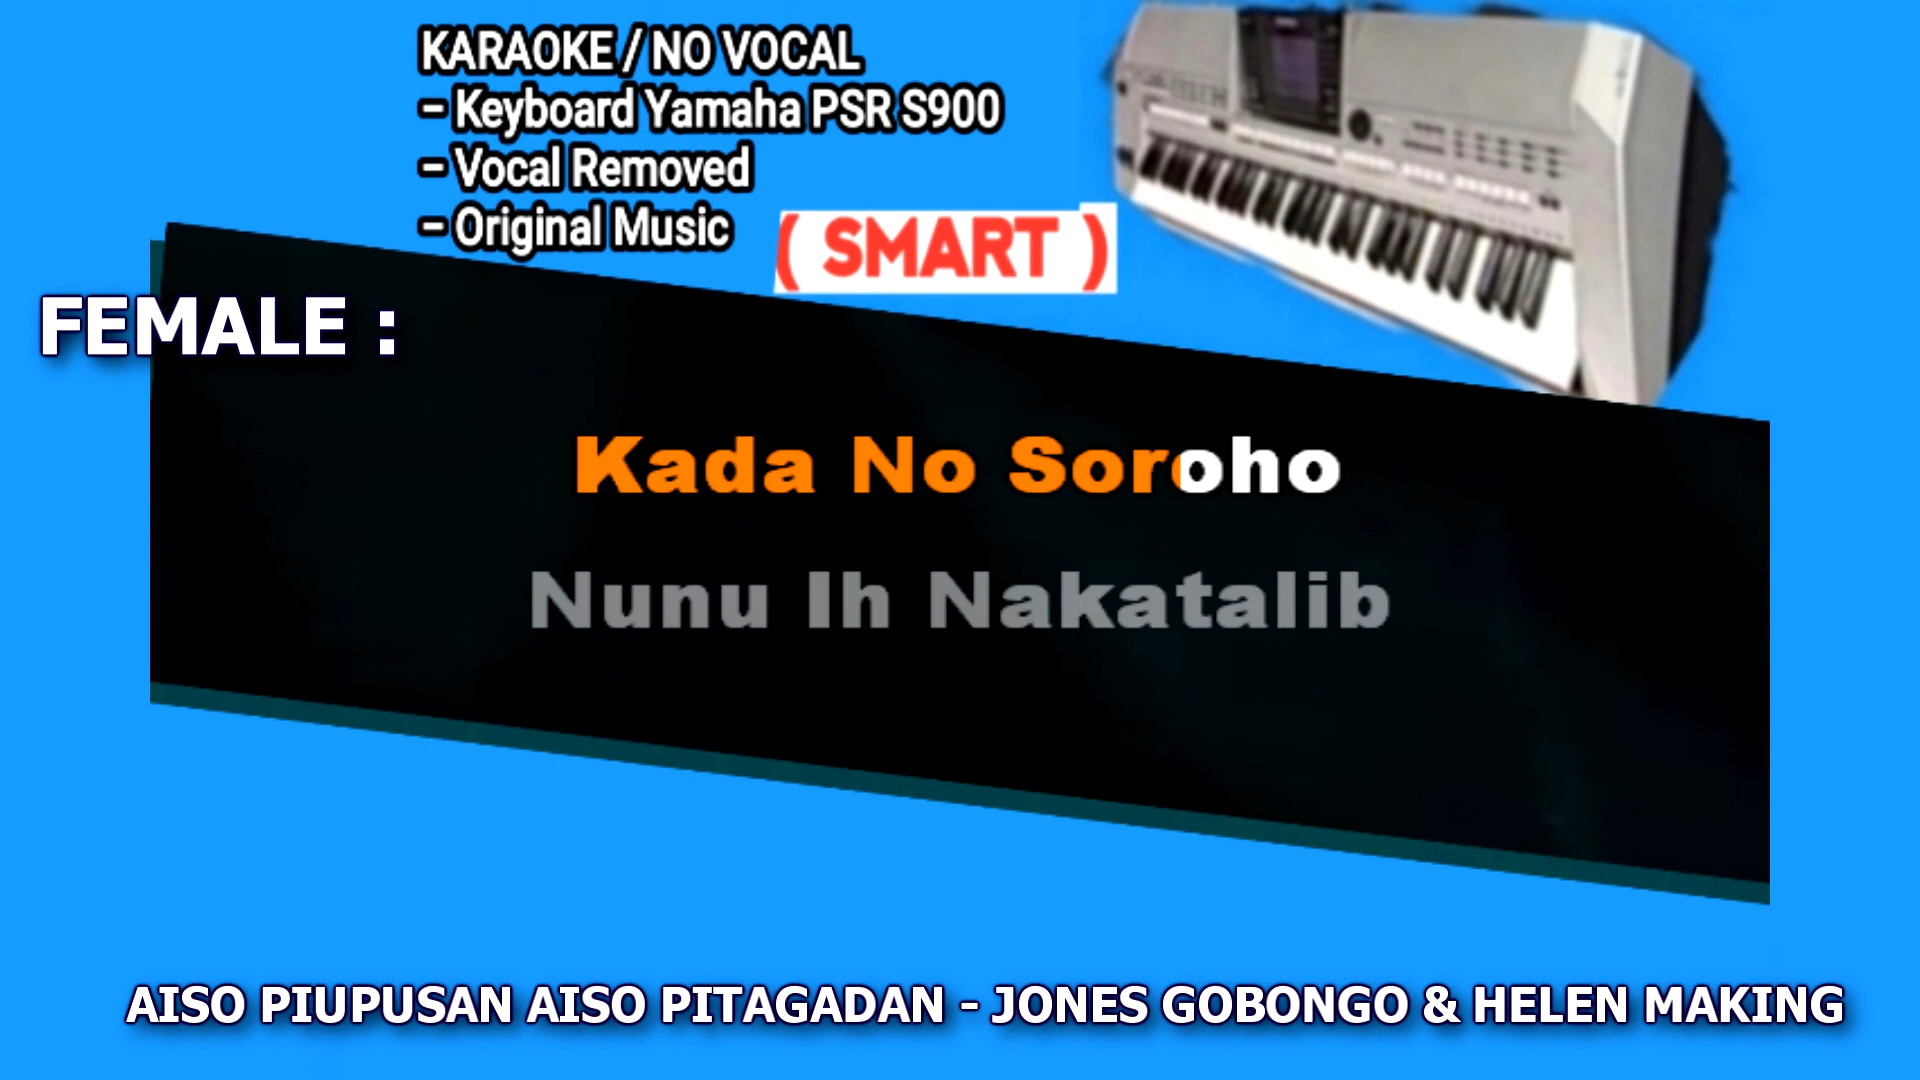 KARAOKE / NO VOCAL
- Keyboard Yamaha PSR S900
- Vocal Removed
- Original Music
( SMART )
FEMALE :
Kada No Soroho
Nunu Ih Nakatalib
AISO PIUPUSAN AISO PITAGADAN - JONES GOBONGO & HELEN MAKING